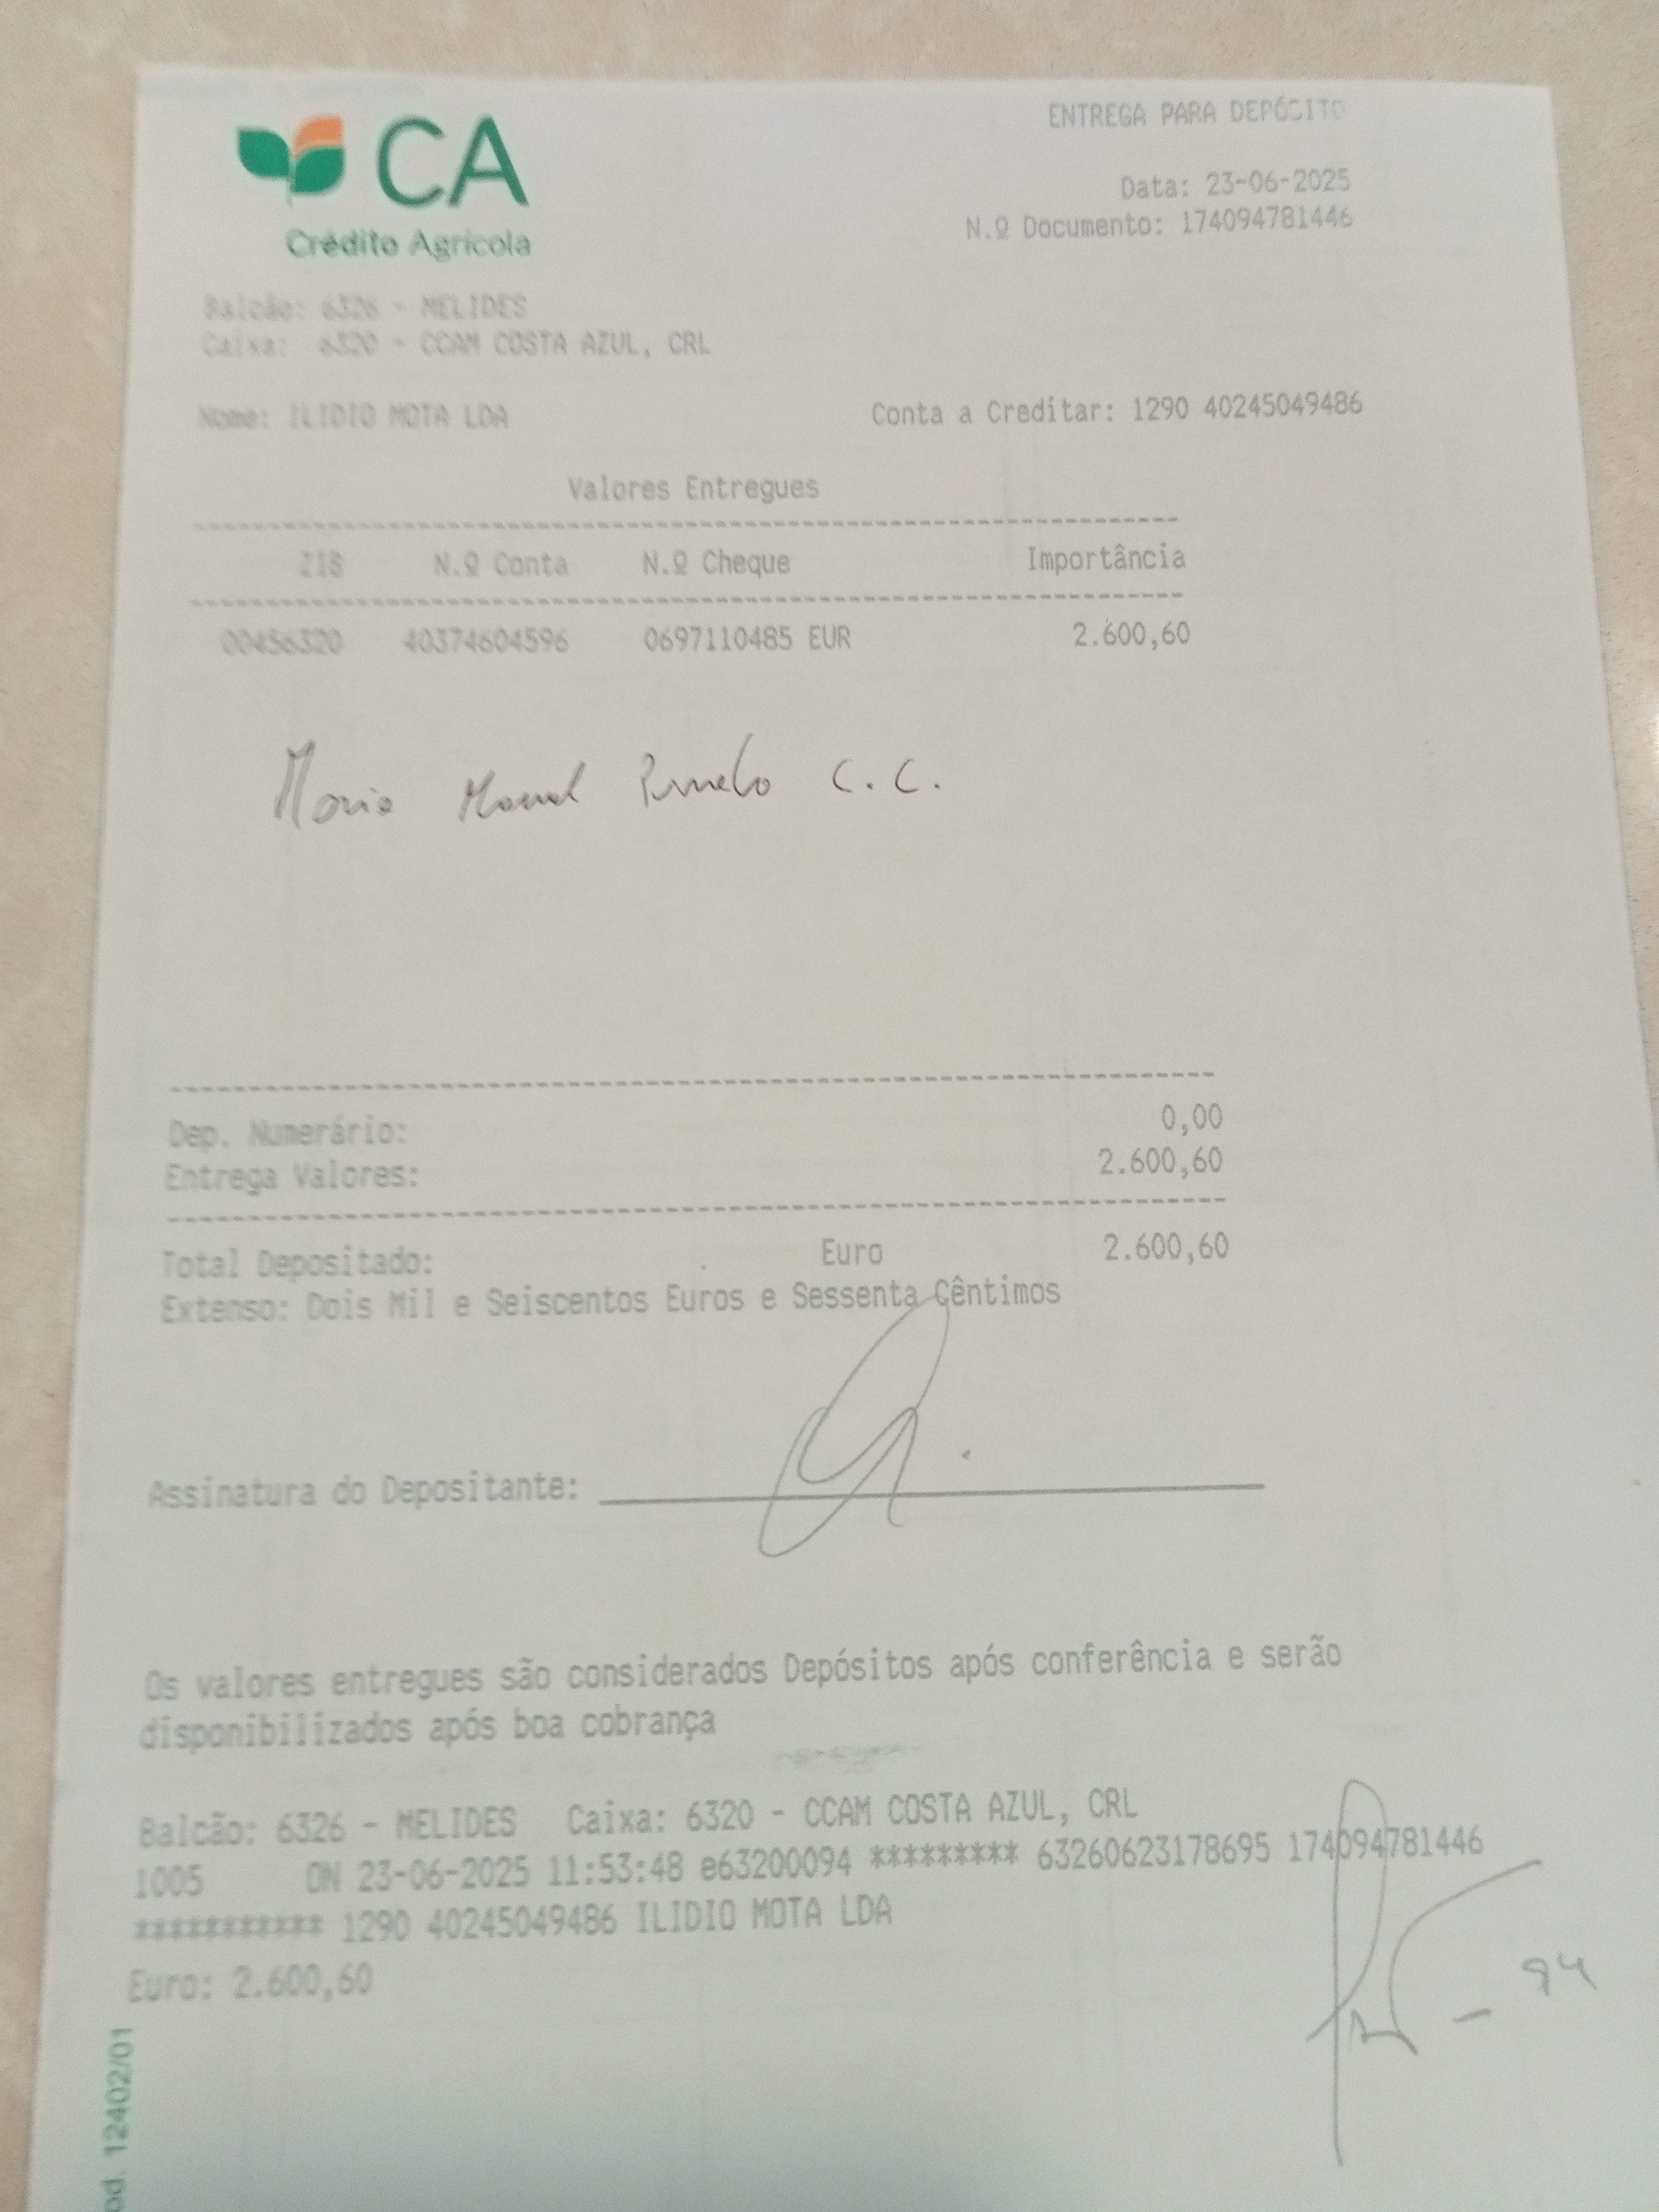 CA
Crédito Agrícola
ENTREGA PARA DEPÓSITO
Data: 23-06-2025
N.º Documento: 174094781446
Balcão: 6326 - MELIDES
Caixa: 6320 - CCAM COSTA AZUL, CRL
Nome: ILIDIO MOTA LDA Conta a Creditar: 1290 40245049486
Valores Entregues
N.º Conta N.º Cheque Importância
00456320 40374604596 0697110485 EUR 2.600,60
Manuel C.C.
Dep. Numerário: 0,00
Entrega Valores: 2.600,60
Total Depositado: Euro 2.600,60
Extenso: Dois Mil e Seiscentos Euros e Sessenta Cêntimos
Assinatura do Depositante:
Os valores entregues são considerados Depósitos após conferência e serão
disponibilizados após boa cobrança
Balcão: 6326 - MELIDES Caixa: 6320 - CCAM COSTA AZUL, CRL
1005 ON 23-06-2025 11:53:48 e63200094 ********* 63260623178695 174094781446
*********** 1290 40245049486 ILIDIO MOTA LDA
Euro: 2.600,60
- 94
12402/01